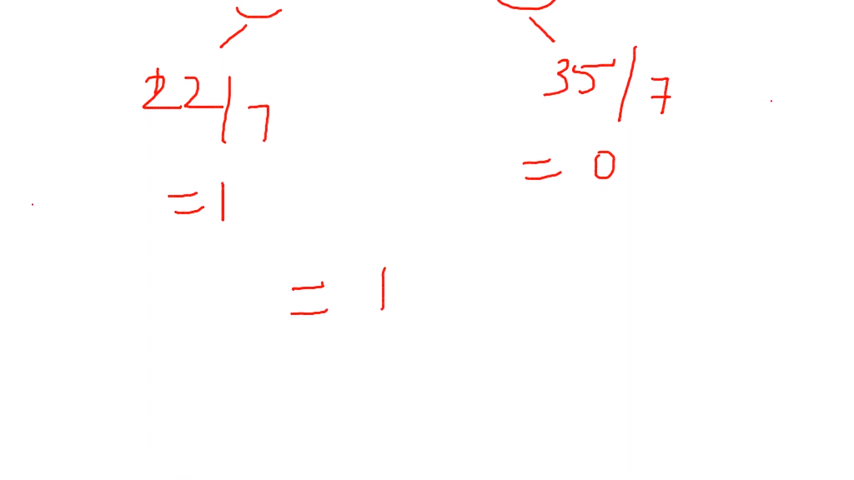 22/7 35/7
=1 = 0
= 1